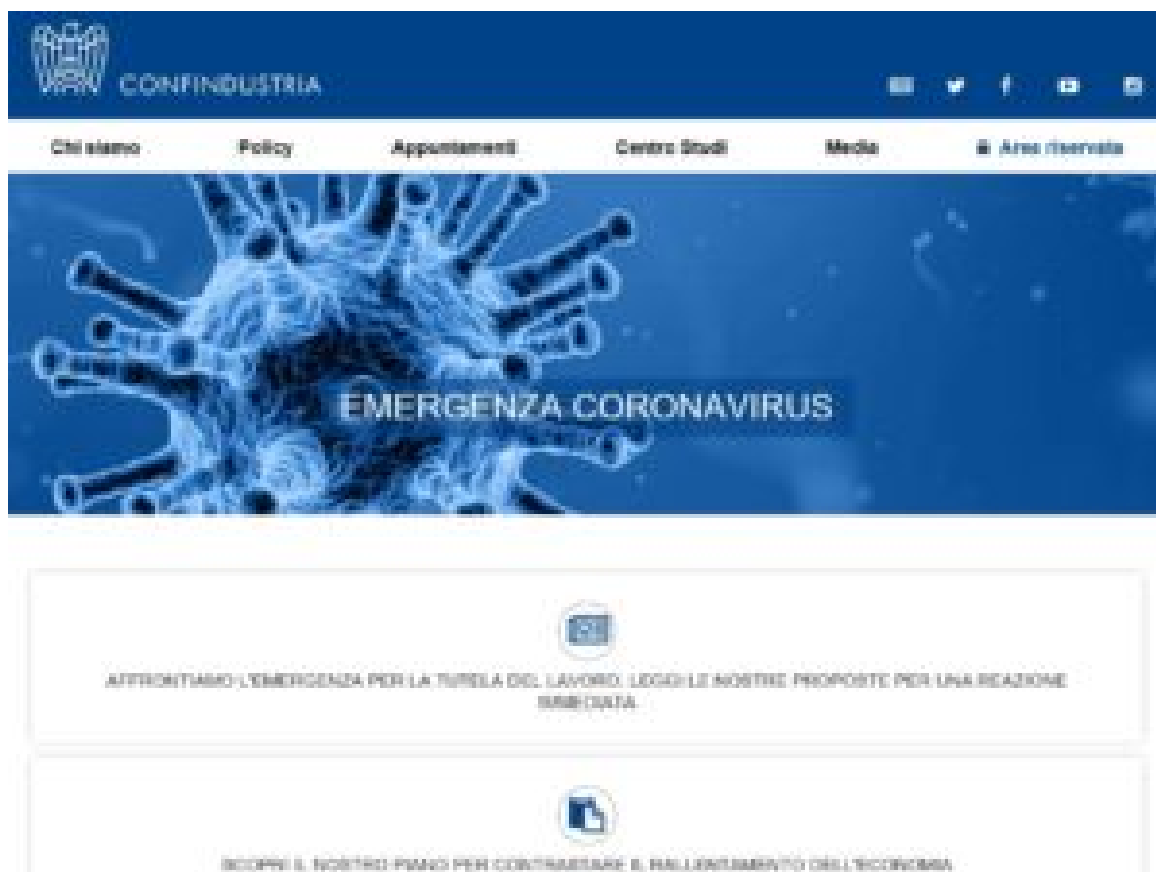 CONFINDUSTRIA
Chi siamo Policy Appuntamenti Centro Studi Media Area riservata
EMERGENZA CORONAVIRUS
AFFRONTIAMO L'EMERGENZA PER LA TUTELA DEL LAVORO. LEGGI LE NOSTRE PROPOSTE PER UNA REAZIONE
IMMEDIATA
SCOPRI IL NOSTRO PIANO PER CONTRASTARE IL RALLENTAMENTO DELL'ECONOMIA